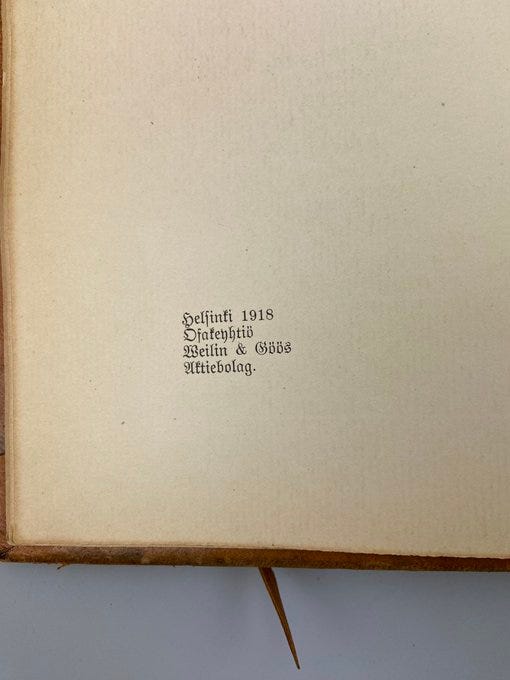 Helsinki 1918
Osakeyhtiö
Weilin & Göös
Aktiebolag.